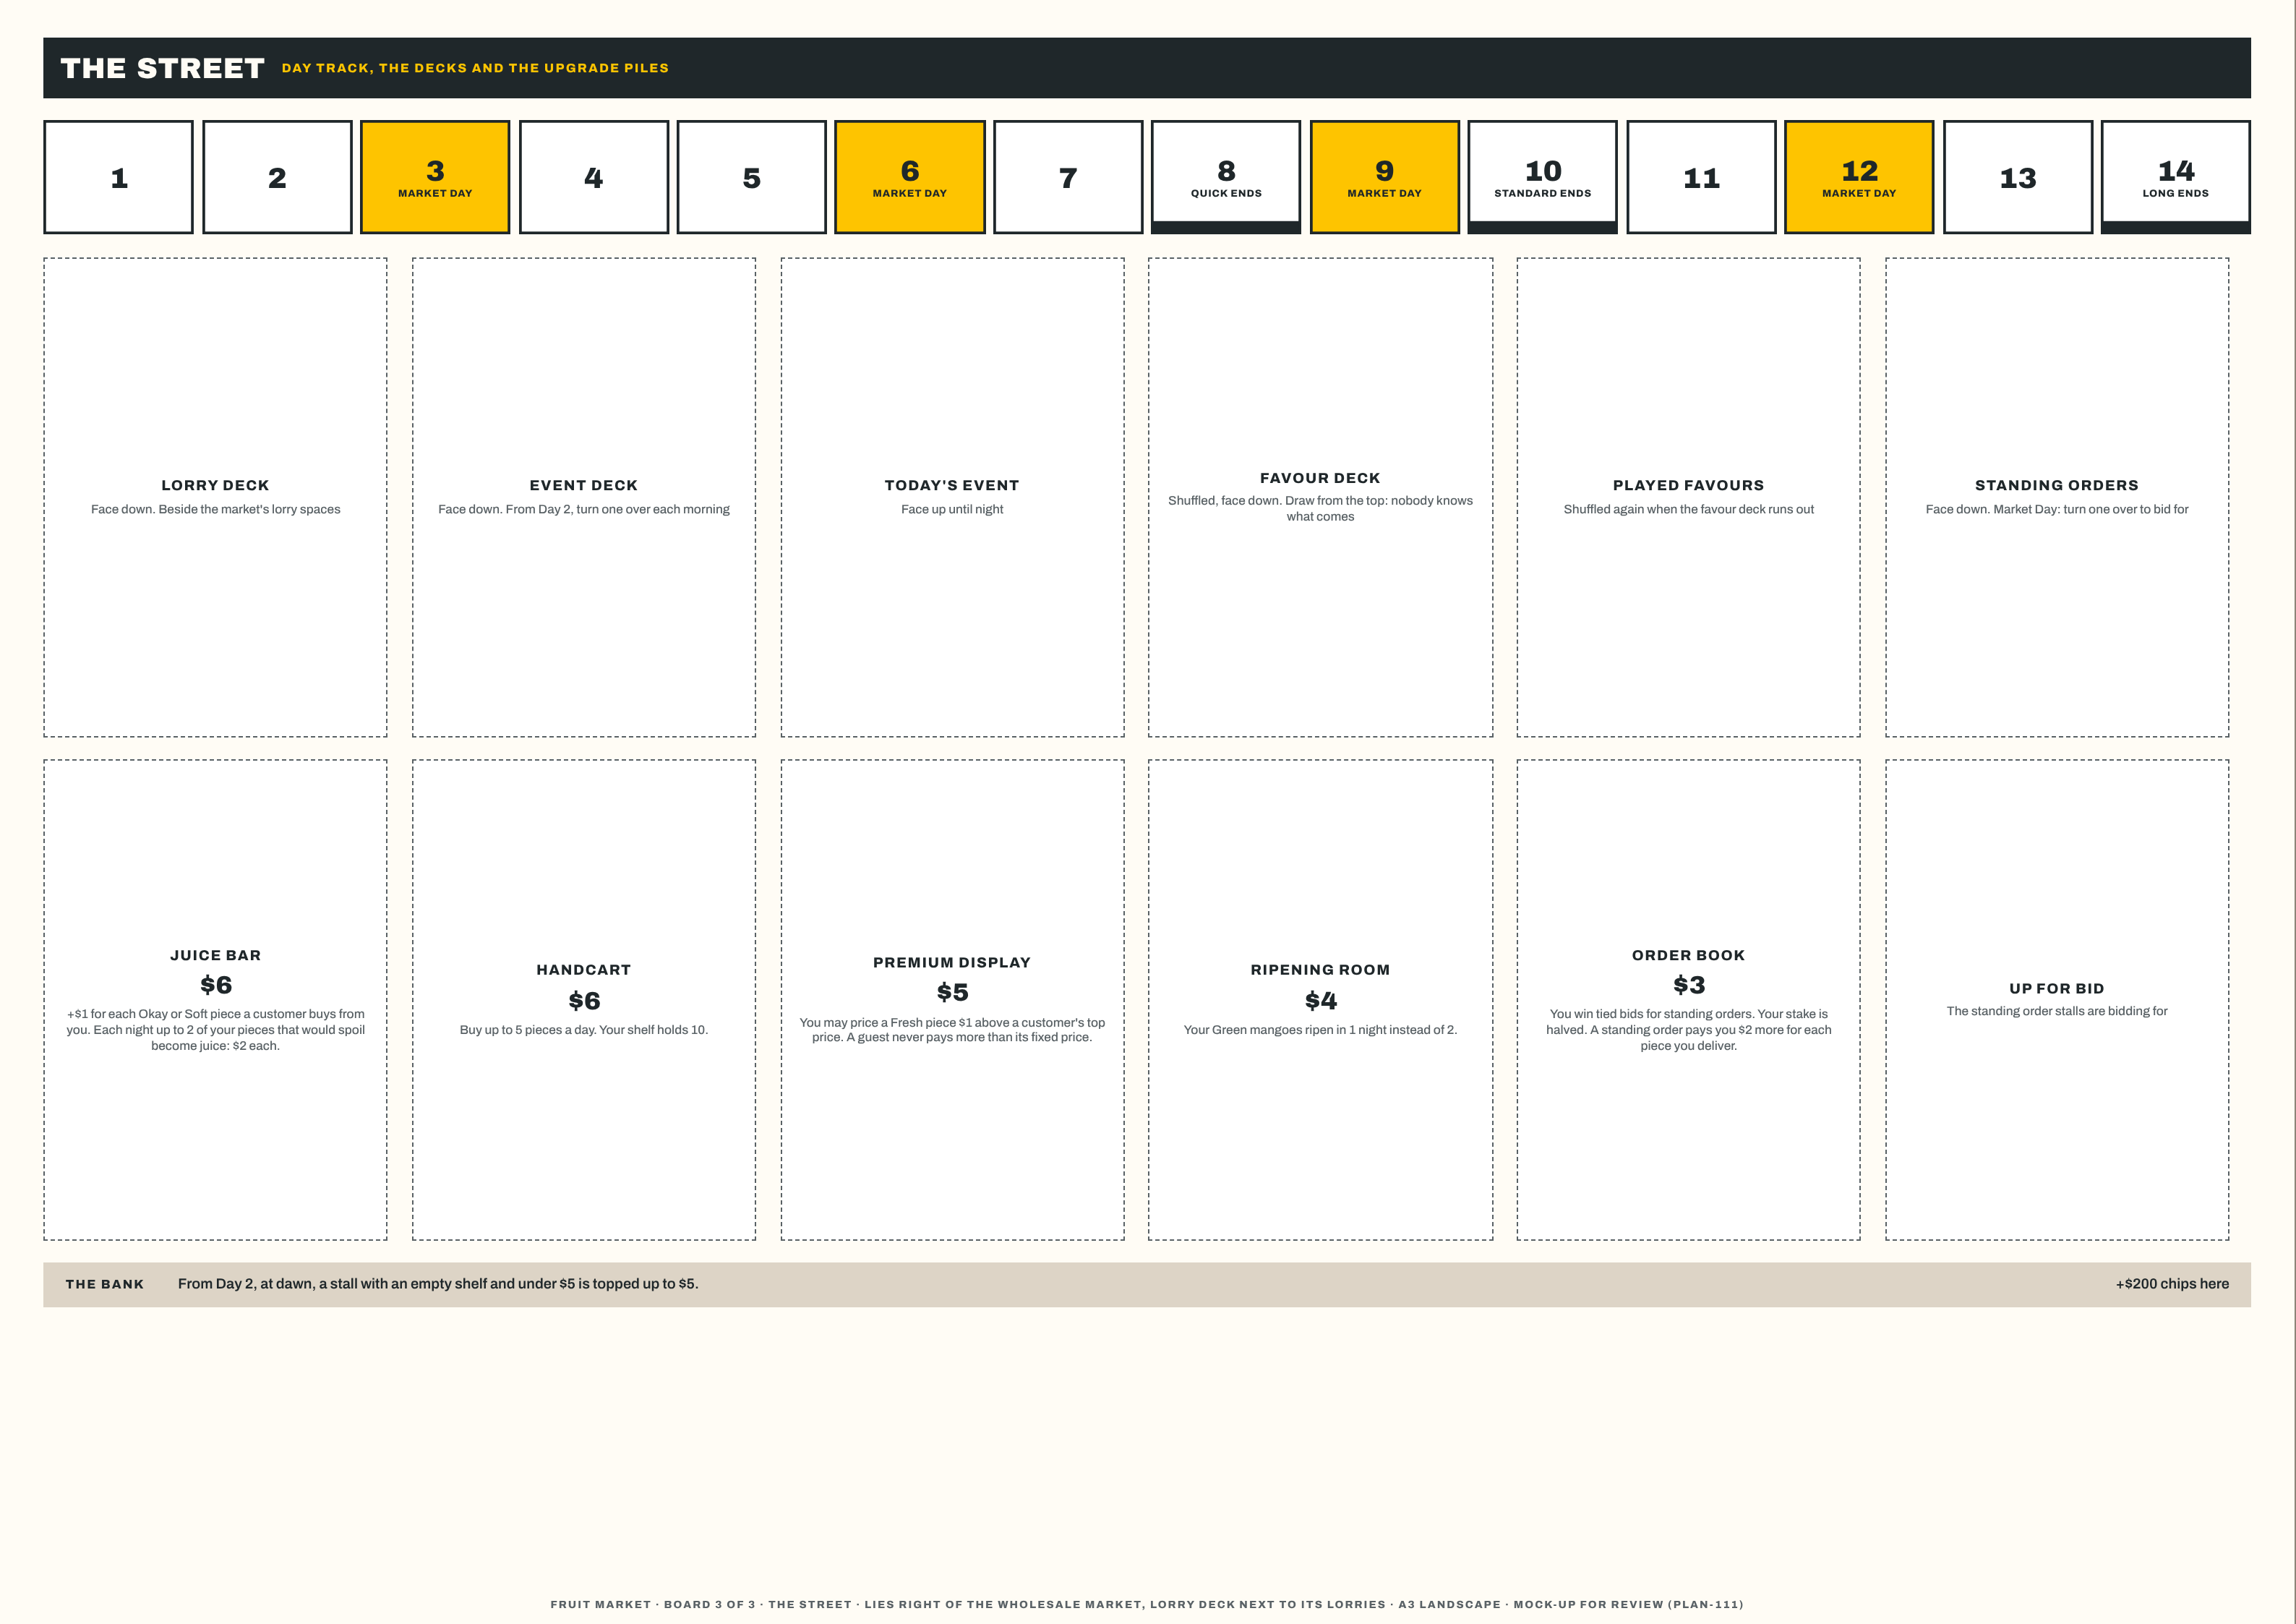 THE STREET DAY TRACK, THE DECKS AND THE UPGRADE PILES
1 2 3 4 5 6 7 8 9 10 11 12 13 14
MARKET DAY MARKET DAY QUICK ENDS MARKET DAY STANDARD ENDS MARKET DAY LONG ENDS
LORRY DECK
Face down. Beside the market's lorry spaces
EVENT DECK
Face down. From Day 2, turn one over each morning
TODAY'S EVENT
Face up until night
FAVOUR DECK
Shuffled, face down. Draw from the top: nobody knows
what comes
PLAYED FAVOURS
Shuffled again when the favour deck runs out
STANDING ORDERS
Face down. Market Day: turn one over to bid for
JUICE BAR
$6
+$1 for each Okay or Soft piece a customer buys from
you. Each night up to 2 of your pieces that would spoil
become juice: $2 each.
HANDCART
$6
Buy up to 5 pieces a day. Your shelf holds 10.
PREMIUM DISPLAY
$5
You may price a Fresh piece $1 above a customer's top
price. A guest never pays more than its fixed price.
RIPENING ROOM
$4
Your Green mangoes ripen in 1 night instead of 2.
ORDER BOOK
$3
You win tied bids for standing orders. Your stake is
halved. A standing order pays you $2 more for each
piece you deliver.
UP FOR BID
The standing order stalls are bidding for
THE BANK From Day 2, at dawn, a stall with an empty shelf and under $5 is topped up to $5. +$200 chips here
FRUIT MARKET · BOARD 3 OF 3 · THE STREET · LIES RIGHT OF THE WHOLESALE MARKET, LORRY DECK NEXT TO ITS LORRIES · A3 LANDSCAPE · MOCK-UP FOR REVIEW (PLAN-111)